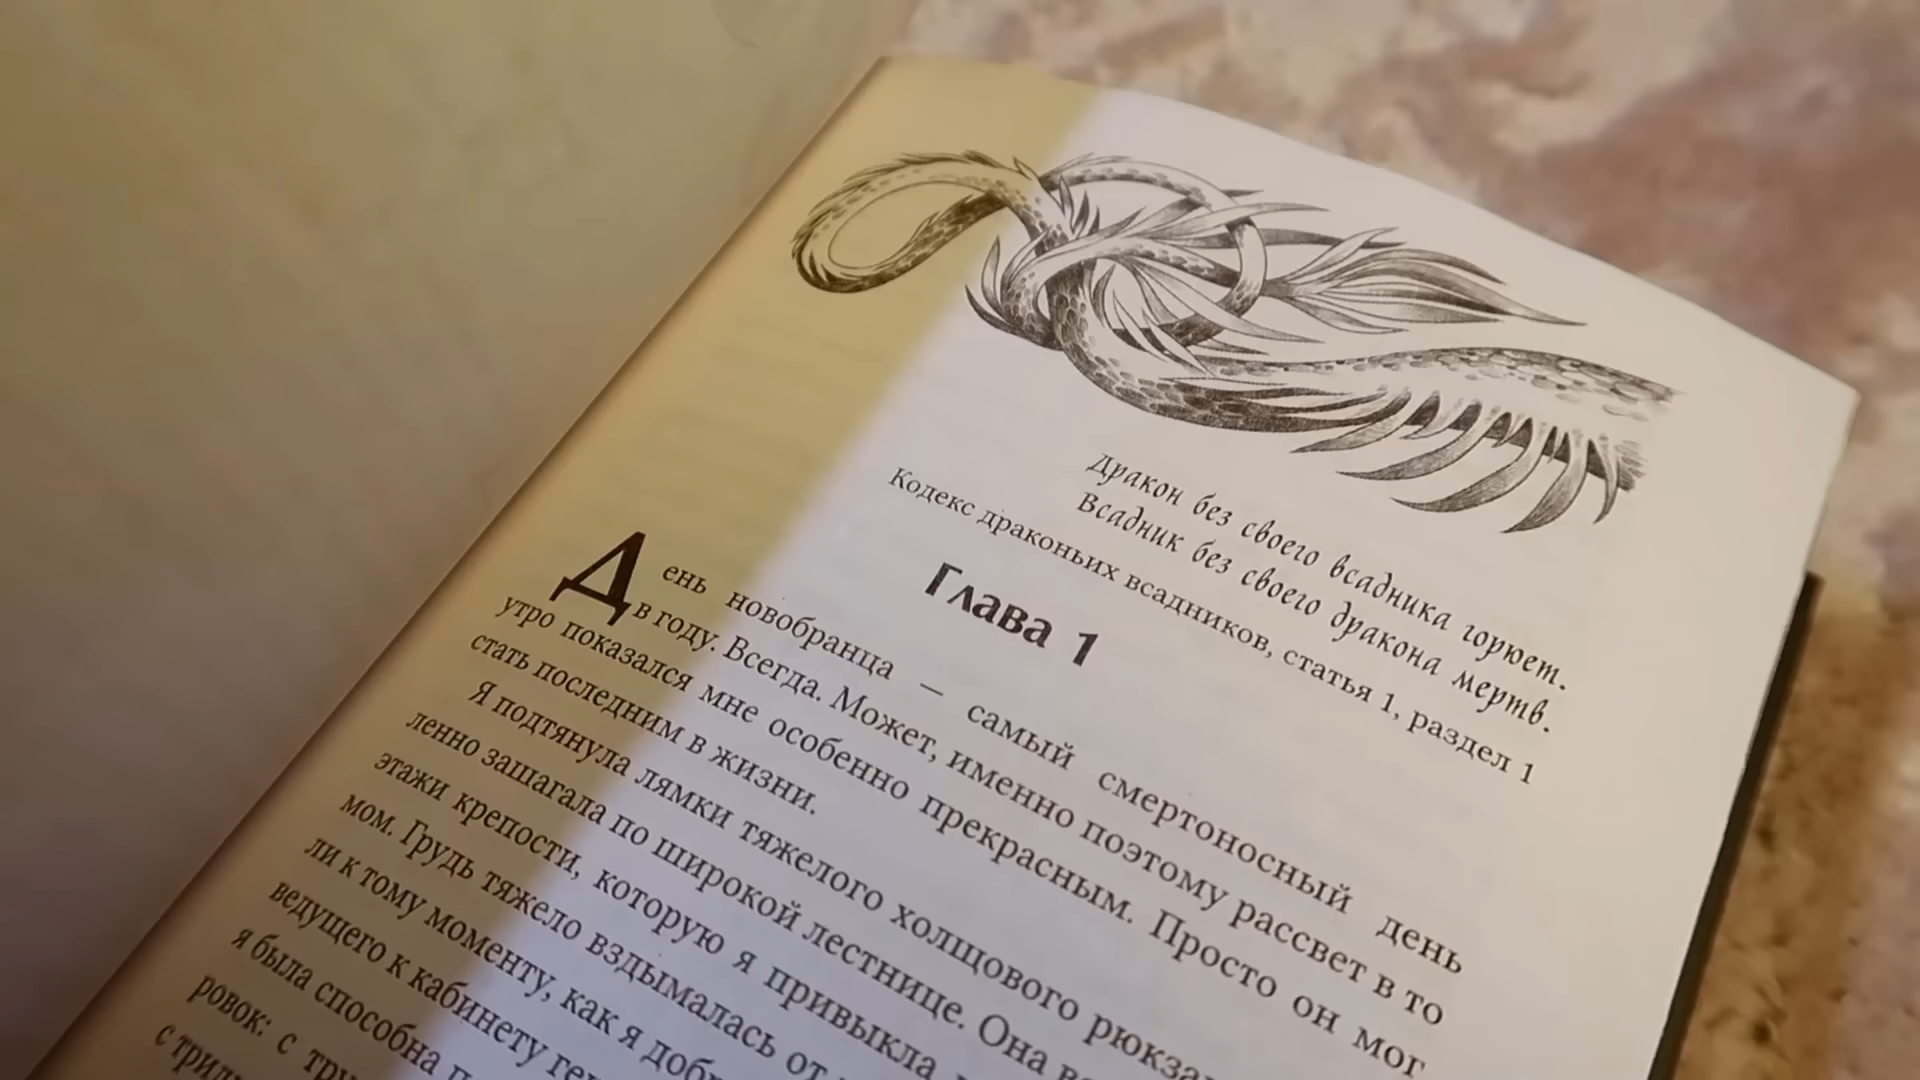 Дракон без своего всадника горюет.
Всадник без своего дракона мертв.
Кодекс драконьих всадников, статья 1, раздел 1
Глава 1
День новобранца — самый смертоносный день
в году. Всегда. Может, именно поэтому рассвет в то
утро показался мне особенно прекрасным. Просто он мог
стать последним в жизни.
Я подтянула лямки тяжелого холщового
ленно зашагала по широкой лестнице. Она
этажи крепости, которую я привыкла
мом. Грудь тяжело вздымалась от
ли к тому моменту, как я
ведущего к кабинету
я была способна
ровок: с
с